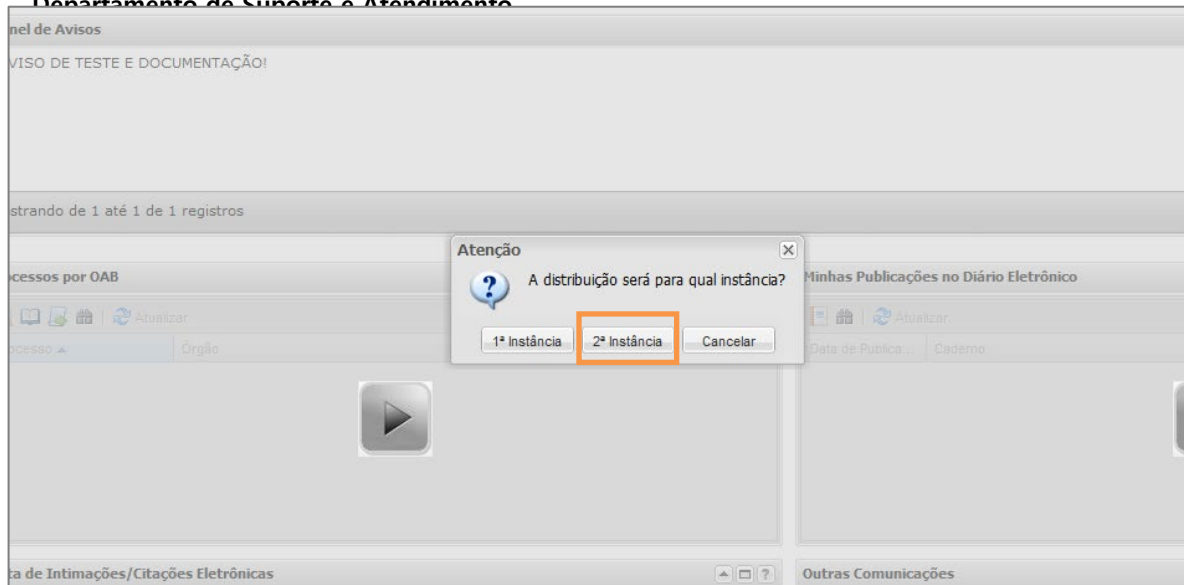 Departamento de Suporte e Atendimento
nel de Avisos
VISO DE TESTE E DOCUMENTAÇÃO!
strando de 1 até 1 de 1 registros
Atenção
A distribuição será para qual instância?
1ª Instância 2ª Instância Cancelar
ocessos por OAB
Minhas Publicações no Diário Eletrônico
Atualizar
Atualizar
ocesso Órgão
Data de Publica... Caderno
ta de Intimações/Citações Eletrônicas
Outras Comunicações